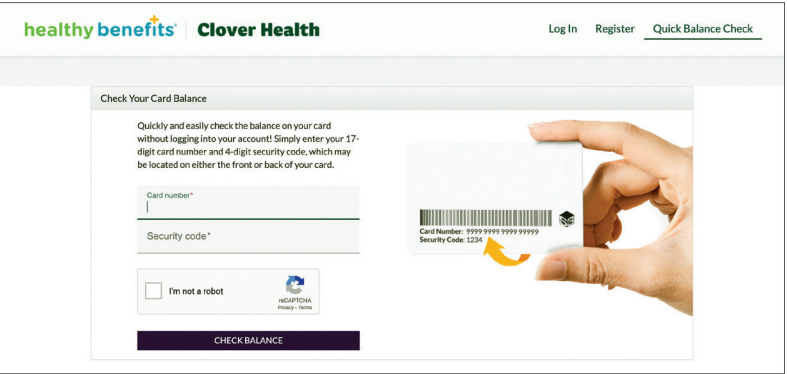 healthy benefits+ Clover Health
Log In Register Quick Balance Check
Check Your Card Balance
Quickly and easily check the balance on your card
without logging into your account! Simply enter your 17-
digit card number and 4-digit security code, which may
be located on either the front or back of your card.
Card number*
Security code*
I'm not a robot
reCAPTCHA
Privacy - Terms
CHECK BALANCE
Card Number: 9999 9999 9999 99999
Security Code: 1234